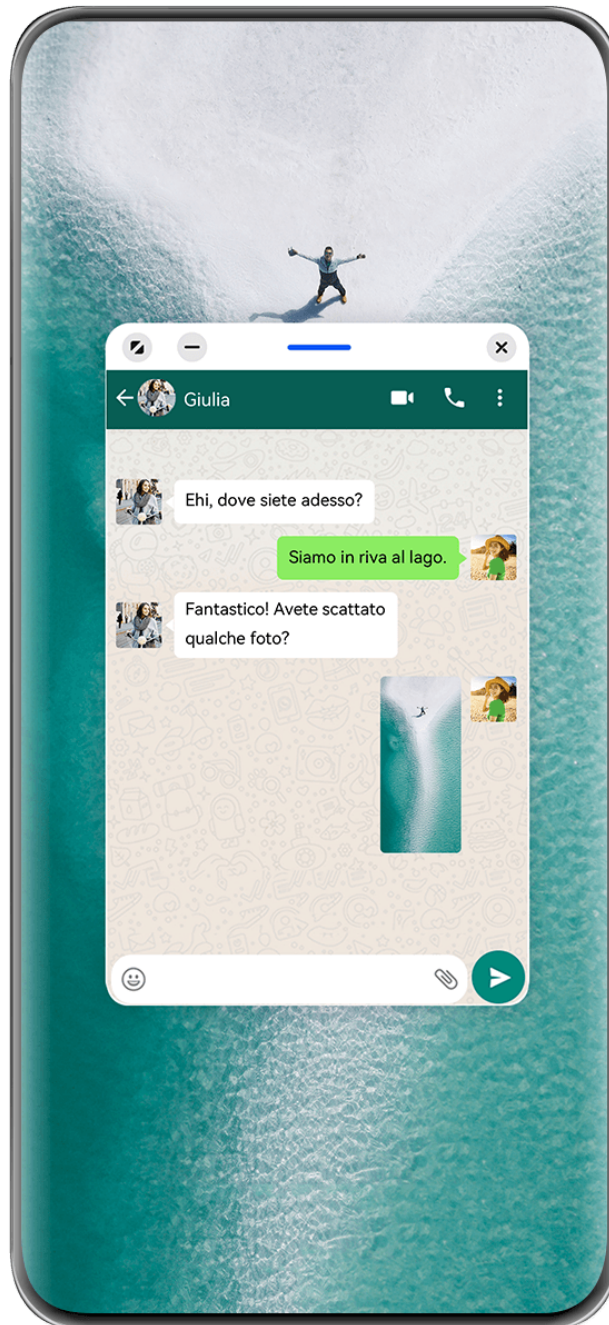 Giulia
Ehi, dove siete adesso?
Siamo in riva al lago.
Fantastico! Avete scattato
qualche foto?